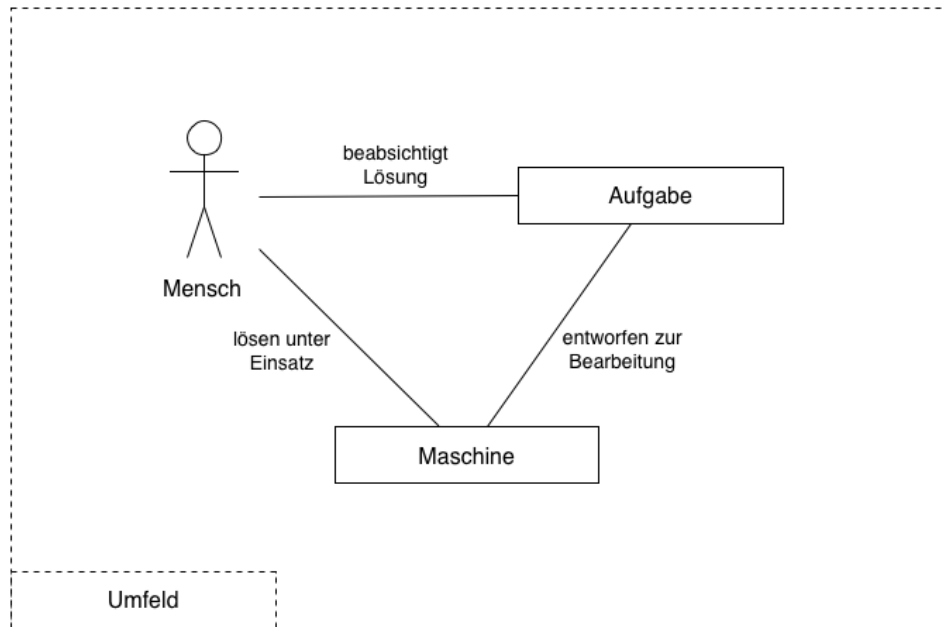 beabsichtigt
Lösung
Aufgabe
Mensch
lösen unter
Einsatz
entworfen zur
Bearbeitung
Maschine
Umfeld